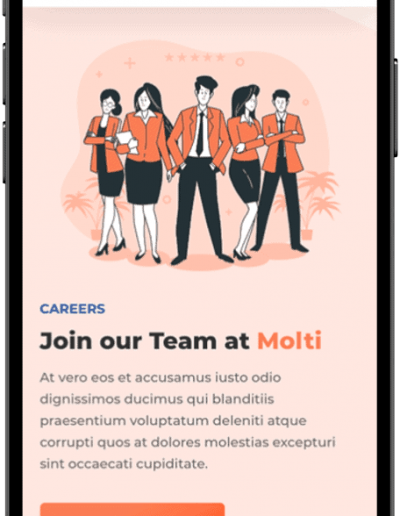 CAREERS
Join our Team at Molti
At vero eos et accusamus iusto odio
dignissimos ducimus qui blanditiis
praesentium voluptatum deleniti atque
corrupti quos at dolores molestias excepturi
sint occaecati cupiditate.